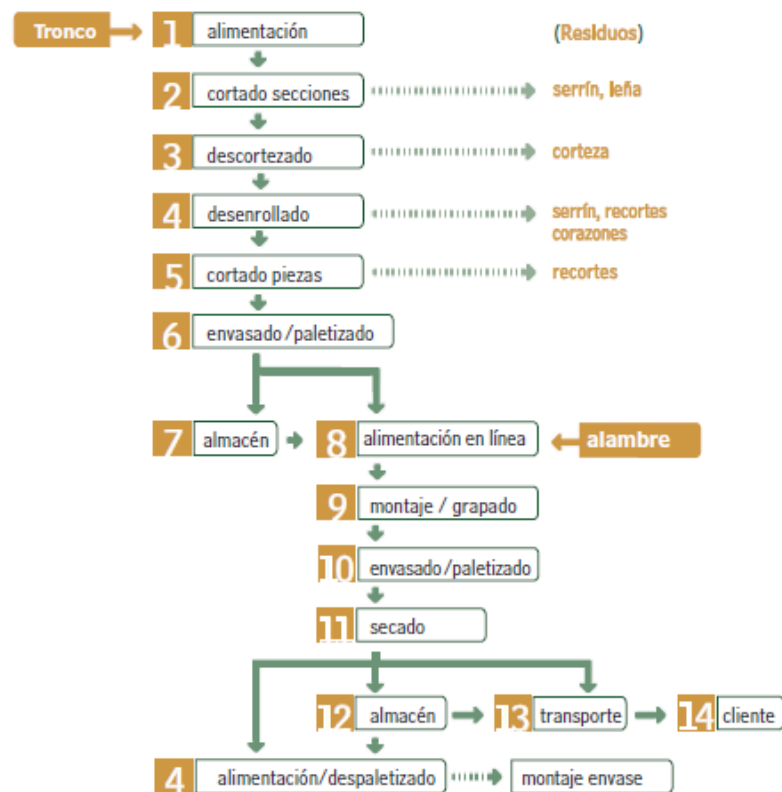 Tronco
1 alimentación
(Residuos)
2 cortado secciones
serrín, leña
3 descortezado
corteza
4 desenrollado
serrín, recortes
corazones
5 cortado piezas
recortes
6 envasado/paletizado
7 almacén
8 alimentación en línea
alambre
9 montaje / grapado
10 envasado/paletizado
11 secado
12 almacén
13 transporte
14 cliente
4 alimentación/despaletizado
montaje envase